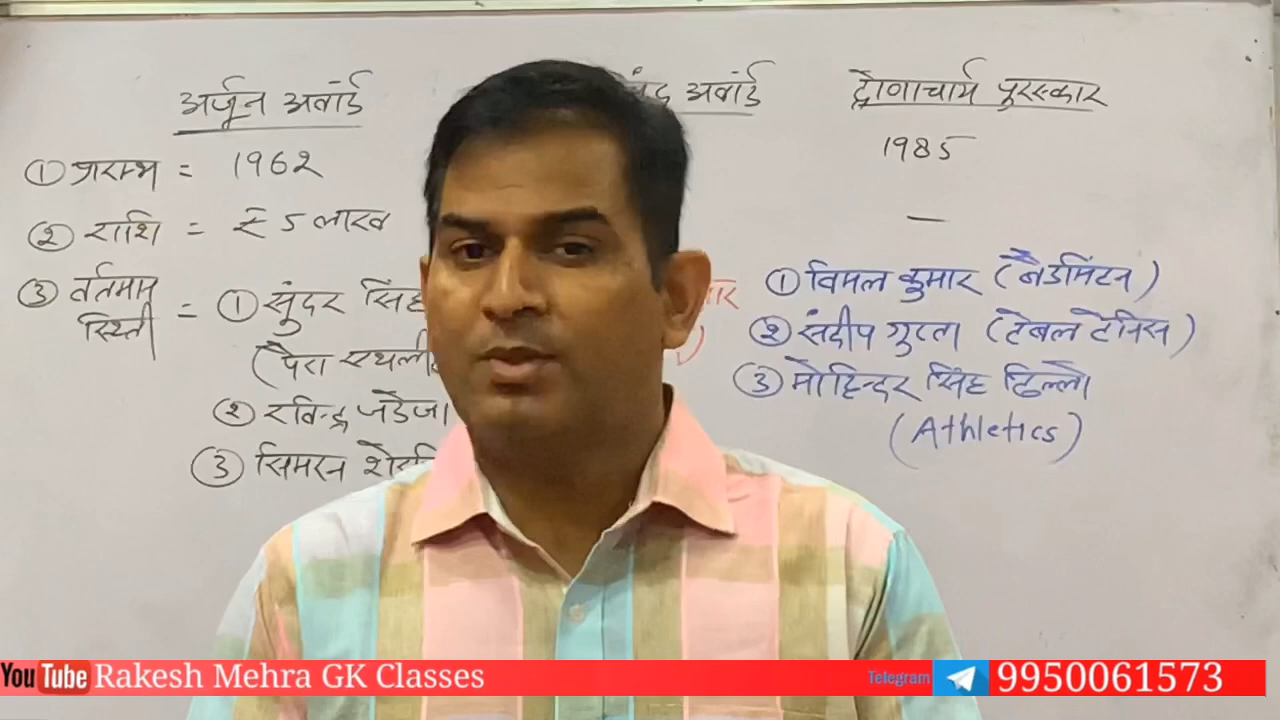 अर्जुन अवॉर्ड
चंद अवॉर्ड
द्रोणाचार्य पुरस्कार
① प्रारम्भ = 1962
1985
② राशि = ₹ 5 लाख
—
③ वर्तमान स्थिती = ① सुंदर सिंह
(पैरा एथली
② रविन्द्र जडेजा
③ सिमरन शेर
① विमल कुमार (बैडमिंटन)
② संदीप गुप्ता (टेबल टेनिस)
③ मोहिन्दर सिंह ढिल्लो
(Athletics)
YouTube Rakesh Mehra GK Classes
Telegram 9950061573